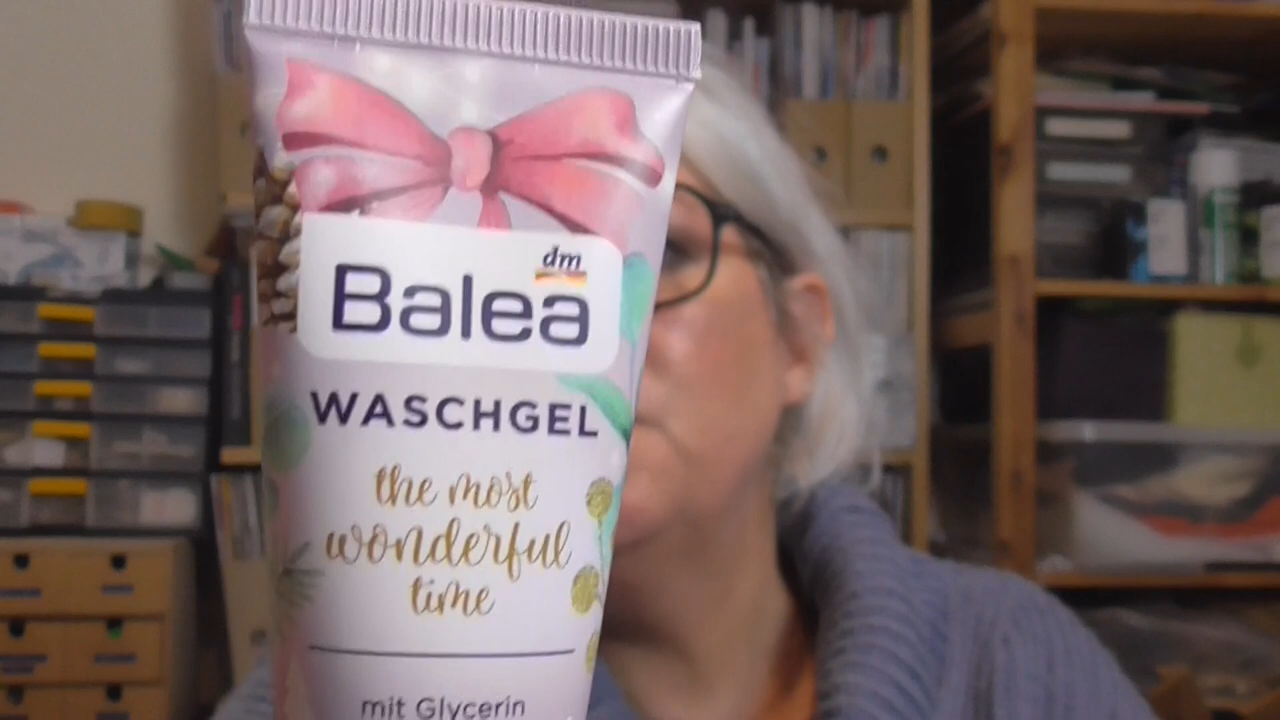 dm
Balea
WASCHGEL
the most
wonderful
time
mit Glycerin